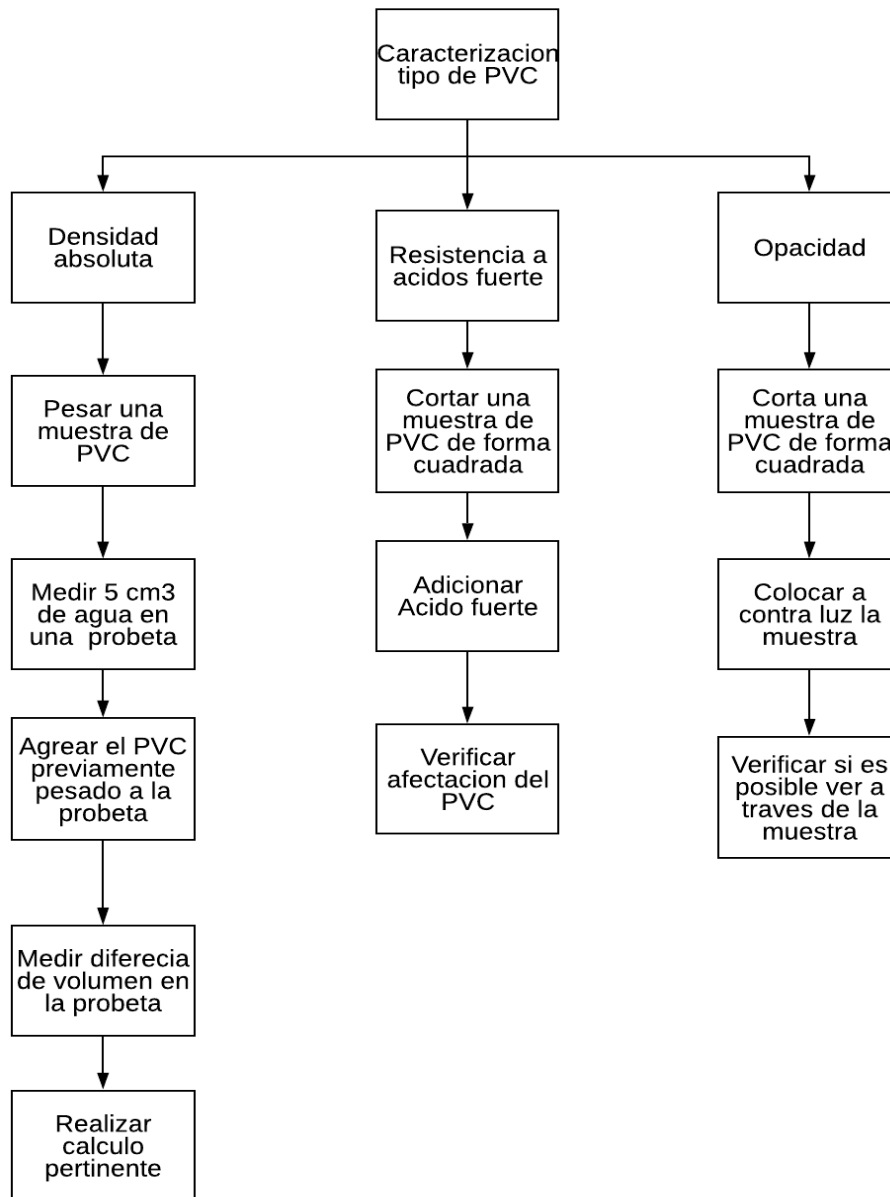 Caracterizacion
tipo de PVC
Densidad
absoluta
Pesar una
muestra de
PVC
Medir 5 cm3
de agua en
una probeta
Agrear el PVC
previamente
pesado a la
probeta
Medir diferecia
de volumen en
la probeta
Realizar
calculo
pertinente
Resistencia a
acidos fuerte
Cortar una
muestra de
PVC de forma
cuadrada
Adicionar
Acido fuerte
Verificar
afectacion del
PVC
Opacidad
Corta una
muestra de
PVC de forma
cuadrada
Colocar a
contra luz la
muestra
Verificar si es
posible ver a
traves de la
muestra